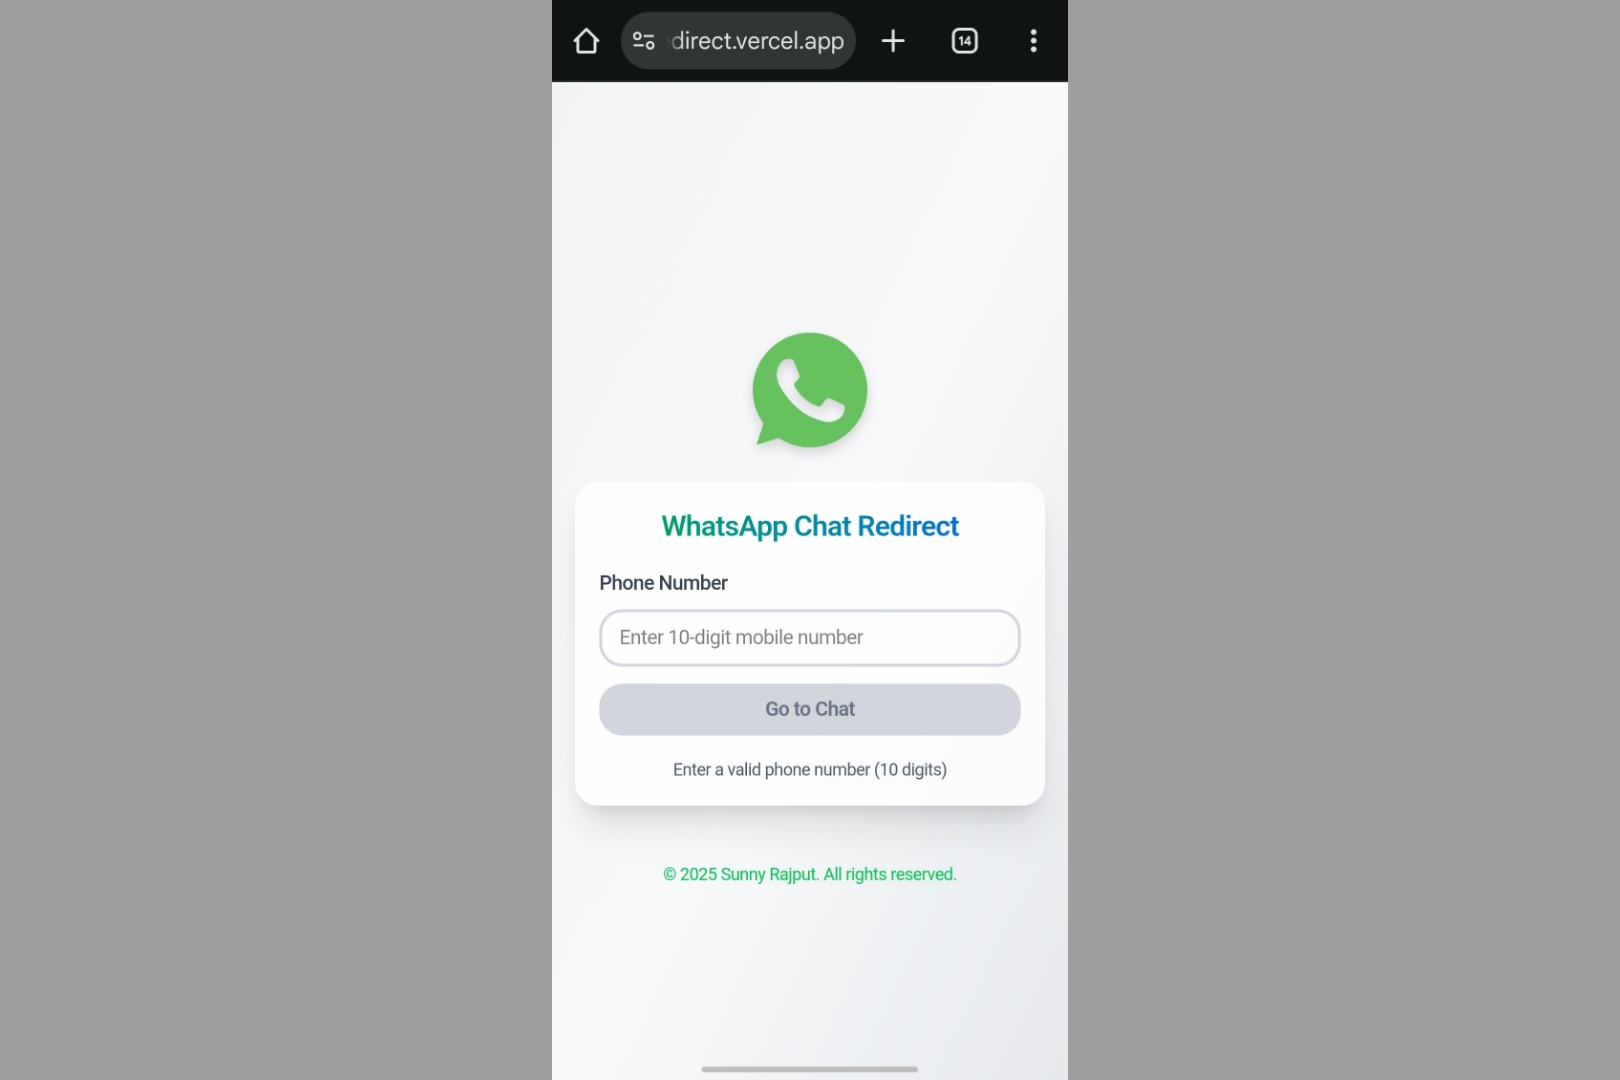 direct.vercel.app
14
WhatsApp Chat Redirect
Phone Number
Enter 10-digit mobile number
Go to Chat
Enter a valid phone number (10 digits)
© 2025 Sunny Rajput. All rights reserved.